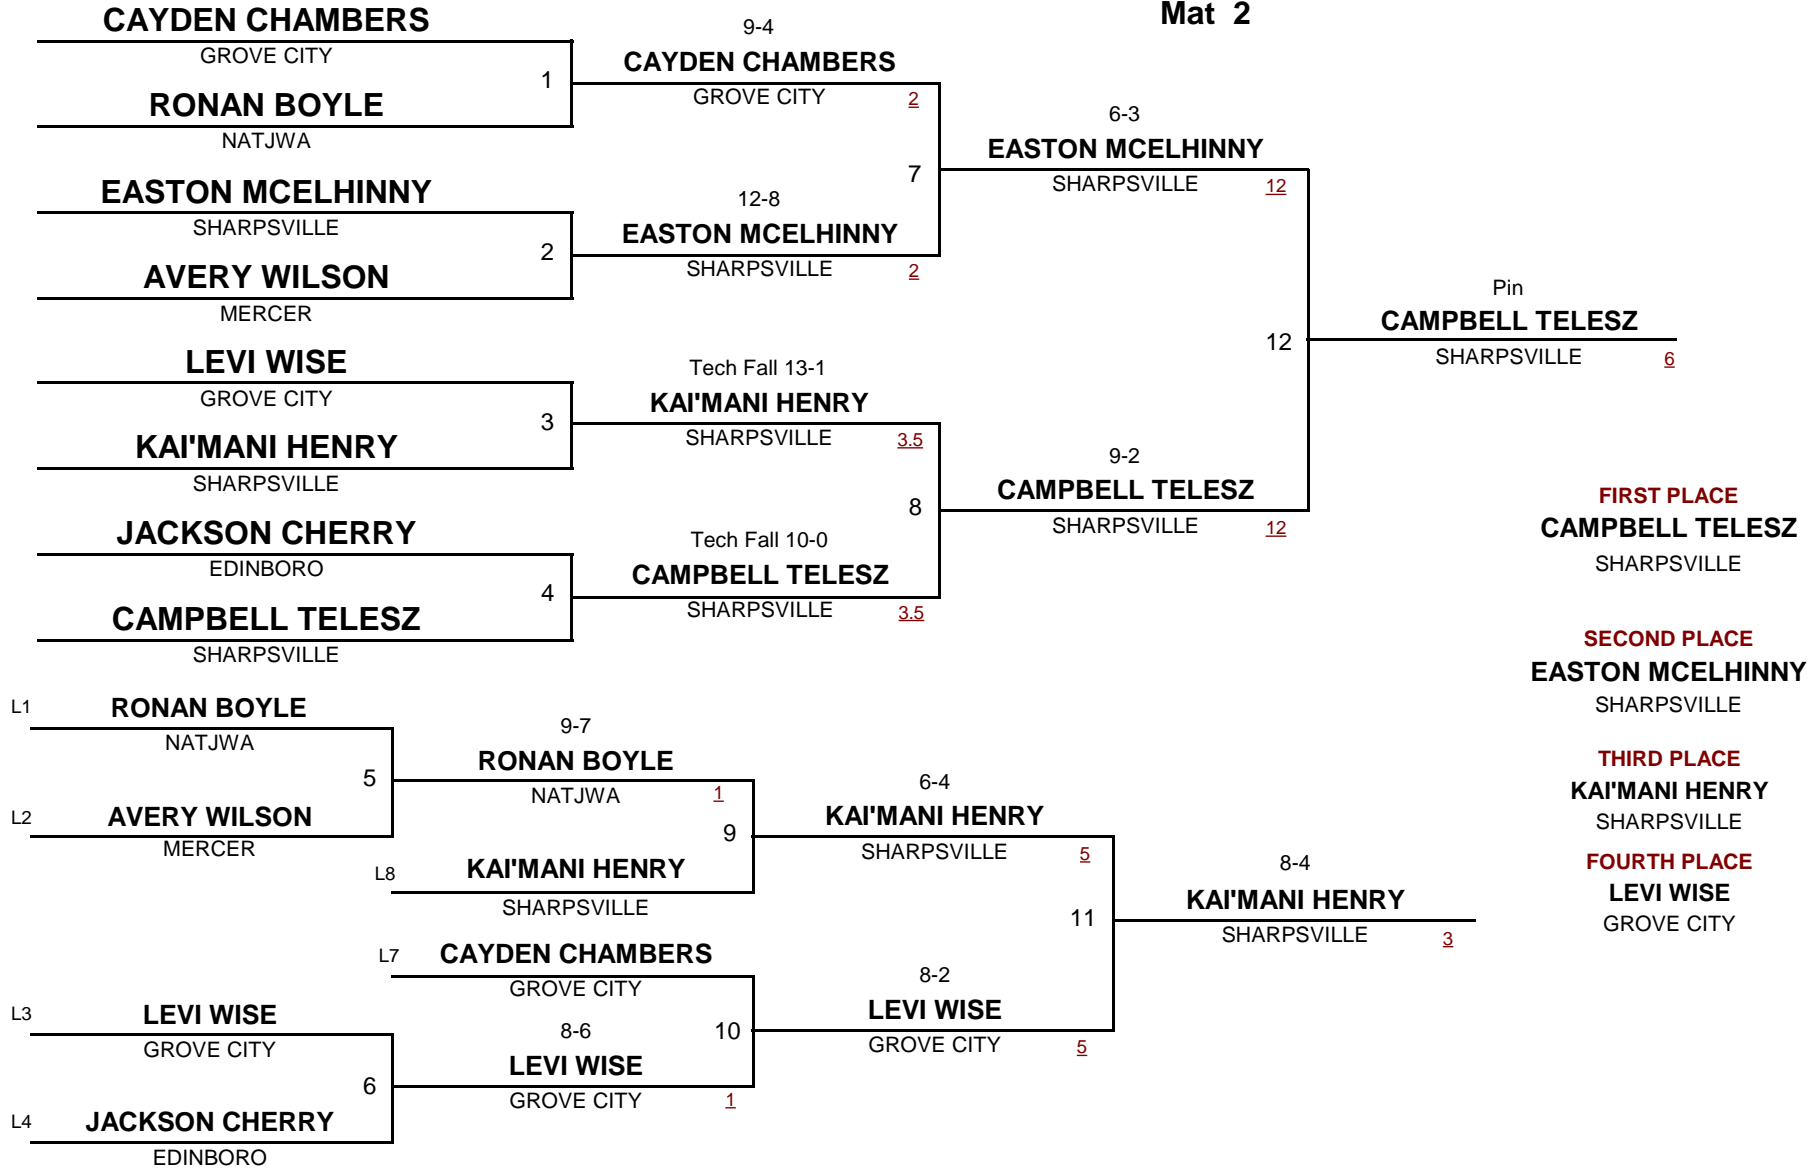 Mat 2
CAYDEN CHAMBERS
GROVE CITY
1
RONAN BOYLE
NATJWA
EASTON MCELHINNY
SHARPSVILLE
2
AVERY WILSON
MERCER
LEVI WISE
GROVE CITY
3
KAI'MANI HENRY
SHARPSVILLE
JACKSON CHERRY
EDINBORO
4
CAMPBELL TELESZ
SHARPSVILLE
9-4
CAYDEN CHAMBERS
GROVE CITY 2
7
12-8
EASTON MCELHINNY
SHARPSVILLE 2
Tech Fall 13-1
KAI'MANI HENRY
SHARPSVILLE 3.5
8
Tech Fall 10-0
CAMPBELL TELESZ
SHARPSVILLE 3.5
6-3
EASTON MCELHINNY
SHARPSVILLE 12
12
9-2
CAMPBELL TELESZ
SHARPSVILLE 12
Pin
CAMPBELL TELESZ
SHARPSVILLE 6
L1 RONAN BOYLE
NATJWA
5
L2 AVERY WILSON
MERCER
L3 LEVI WISE
GROVE CITY
6
L4 JACKSON CHERRY
EDINBORO
9-7
RONAN BOYLE
NATJWA 1
9
L8 KAI'MANI HENRY
SHARPSVILLE
L7 CAYDEN CHAMBERS
GROVE CITY
10
8-6
LEVI WISE
GROVE CITY 1
6-4
KAI'MANI HENRY
SHARPSVILLE 5
11
8-2
LEVI WISE
GROVE CITY 5
8-4
KAI'MANI HENRY
SHARPSVILLE 3
FIRST PLACE
CAMPBELL TELESZ
SHARPSVILLE
SECOND PLACE
EASTON MCELHINNY
SHARPSVILLE
THIRD PLACE
KAI'MANI HENRY
SHARPSVILLE
FOURTH PLACE
LEVI WISE
GROVE CITY